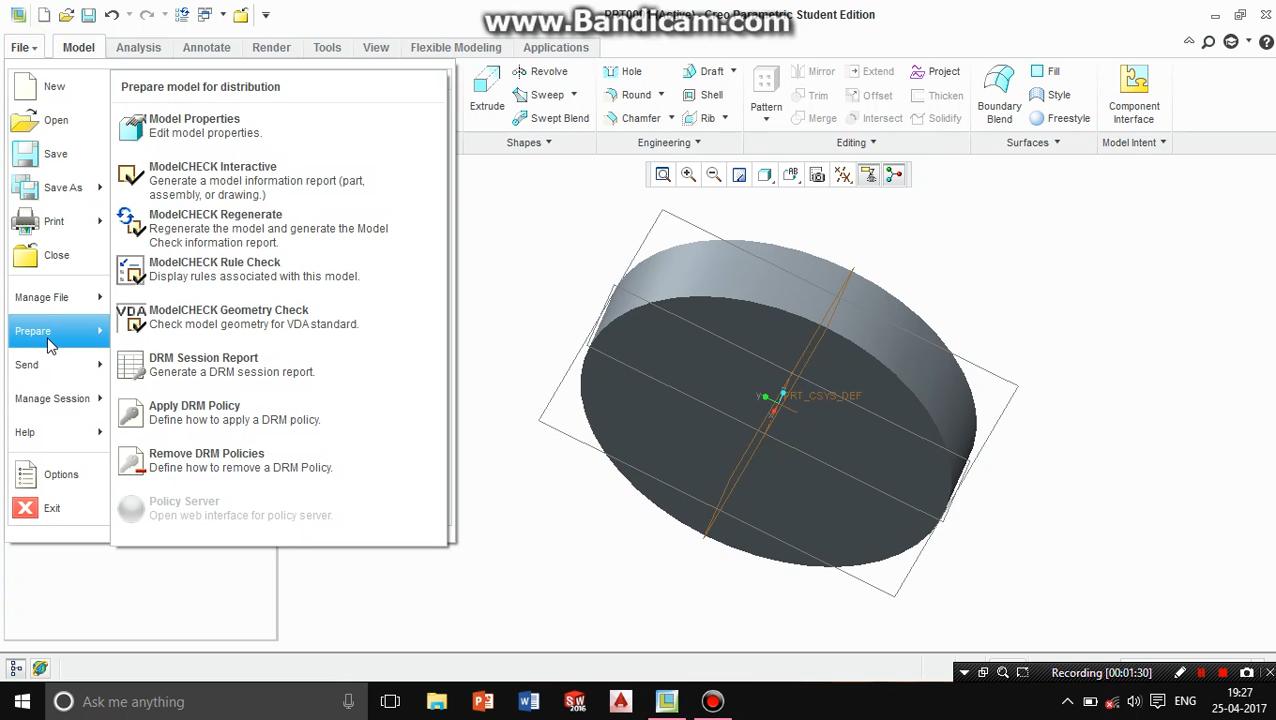 www.Bandicam.com
(Active) - Creo Parametric Student Edition
File
Model
Analysis
Annotate
Render
Tools
View
Flexible Modeling
Applications
New
Open
Save
Save As
Print
Close
Manage File
Prepare
Send
Manage Session
Help
Options
Exit
Prepare model for distribution
Model Properties
Edit model properties.
ModelCHECK Interactive
Generate a model information report (part,
assembly, or drawing.)
ModelCHECK Regenerate
Regenerate the model and generate the Model
Check information report.
ModelCHECK Rule Check
Display rules associated with this model.
VDA
ModelCHECK Geometry Check
Check model geometry for VDA standard.
DRM Session Report
Generate a DRM session report.
Apply DRM Policy
Define how to apply a DRM policy.
Remove DRM Policies
Define how to remove a DRM Policy.
Policy Server
Open web interface for policy server.
Extrude
Revolve
Sweep
Swept Blend
Shapes
Hole
Round
Chamfer
Draft
Shell
Rib
Engineering
Pattern
Mirror
Trim
Merge
Extend
Offset
Intersect
Project
Thicken
Solidify
Editing
Boundary
Blend
Fill
Style
Freestyle
Surfaces
Component
Interface
Model Intent
PRT_CSYS_DEF
Recording [00:01:30]
Ask me anything
ENG
19:27
25-04-2017